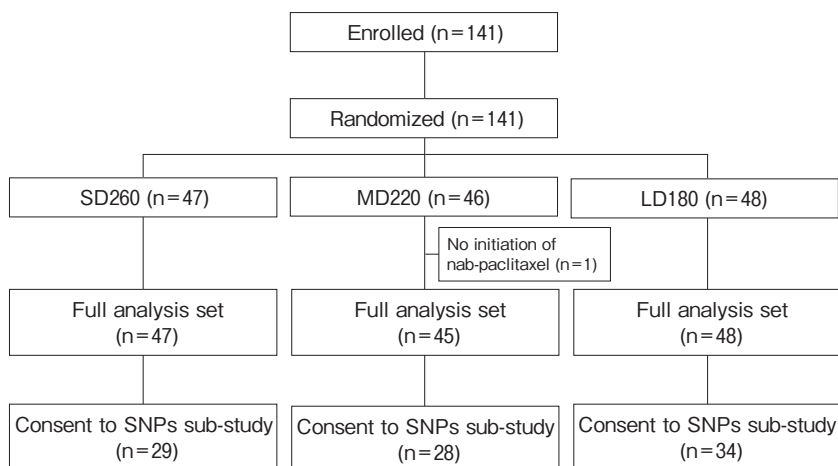 Enrolled (n=141)
Randomized (n=141)
SD260 (n=47)
MD220 (n=46)
LD180 (n=48)
No initiation of
nab-paclitaxel (n=1)
Full analysis set
(n=47)
Full analysis set
(n=45)
Full analysis set
(n=48)
Consent to SNPs sub-study
(n=29)
Consent to SNPs sub-study
(n=28)
Consent to SNPs sub-study
(n=34)